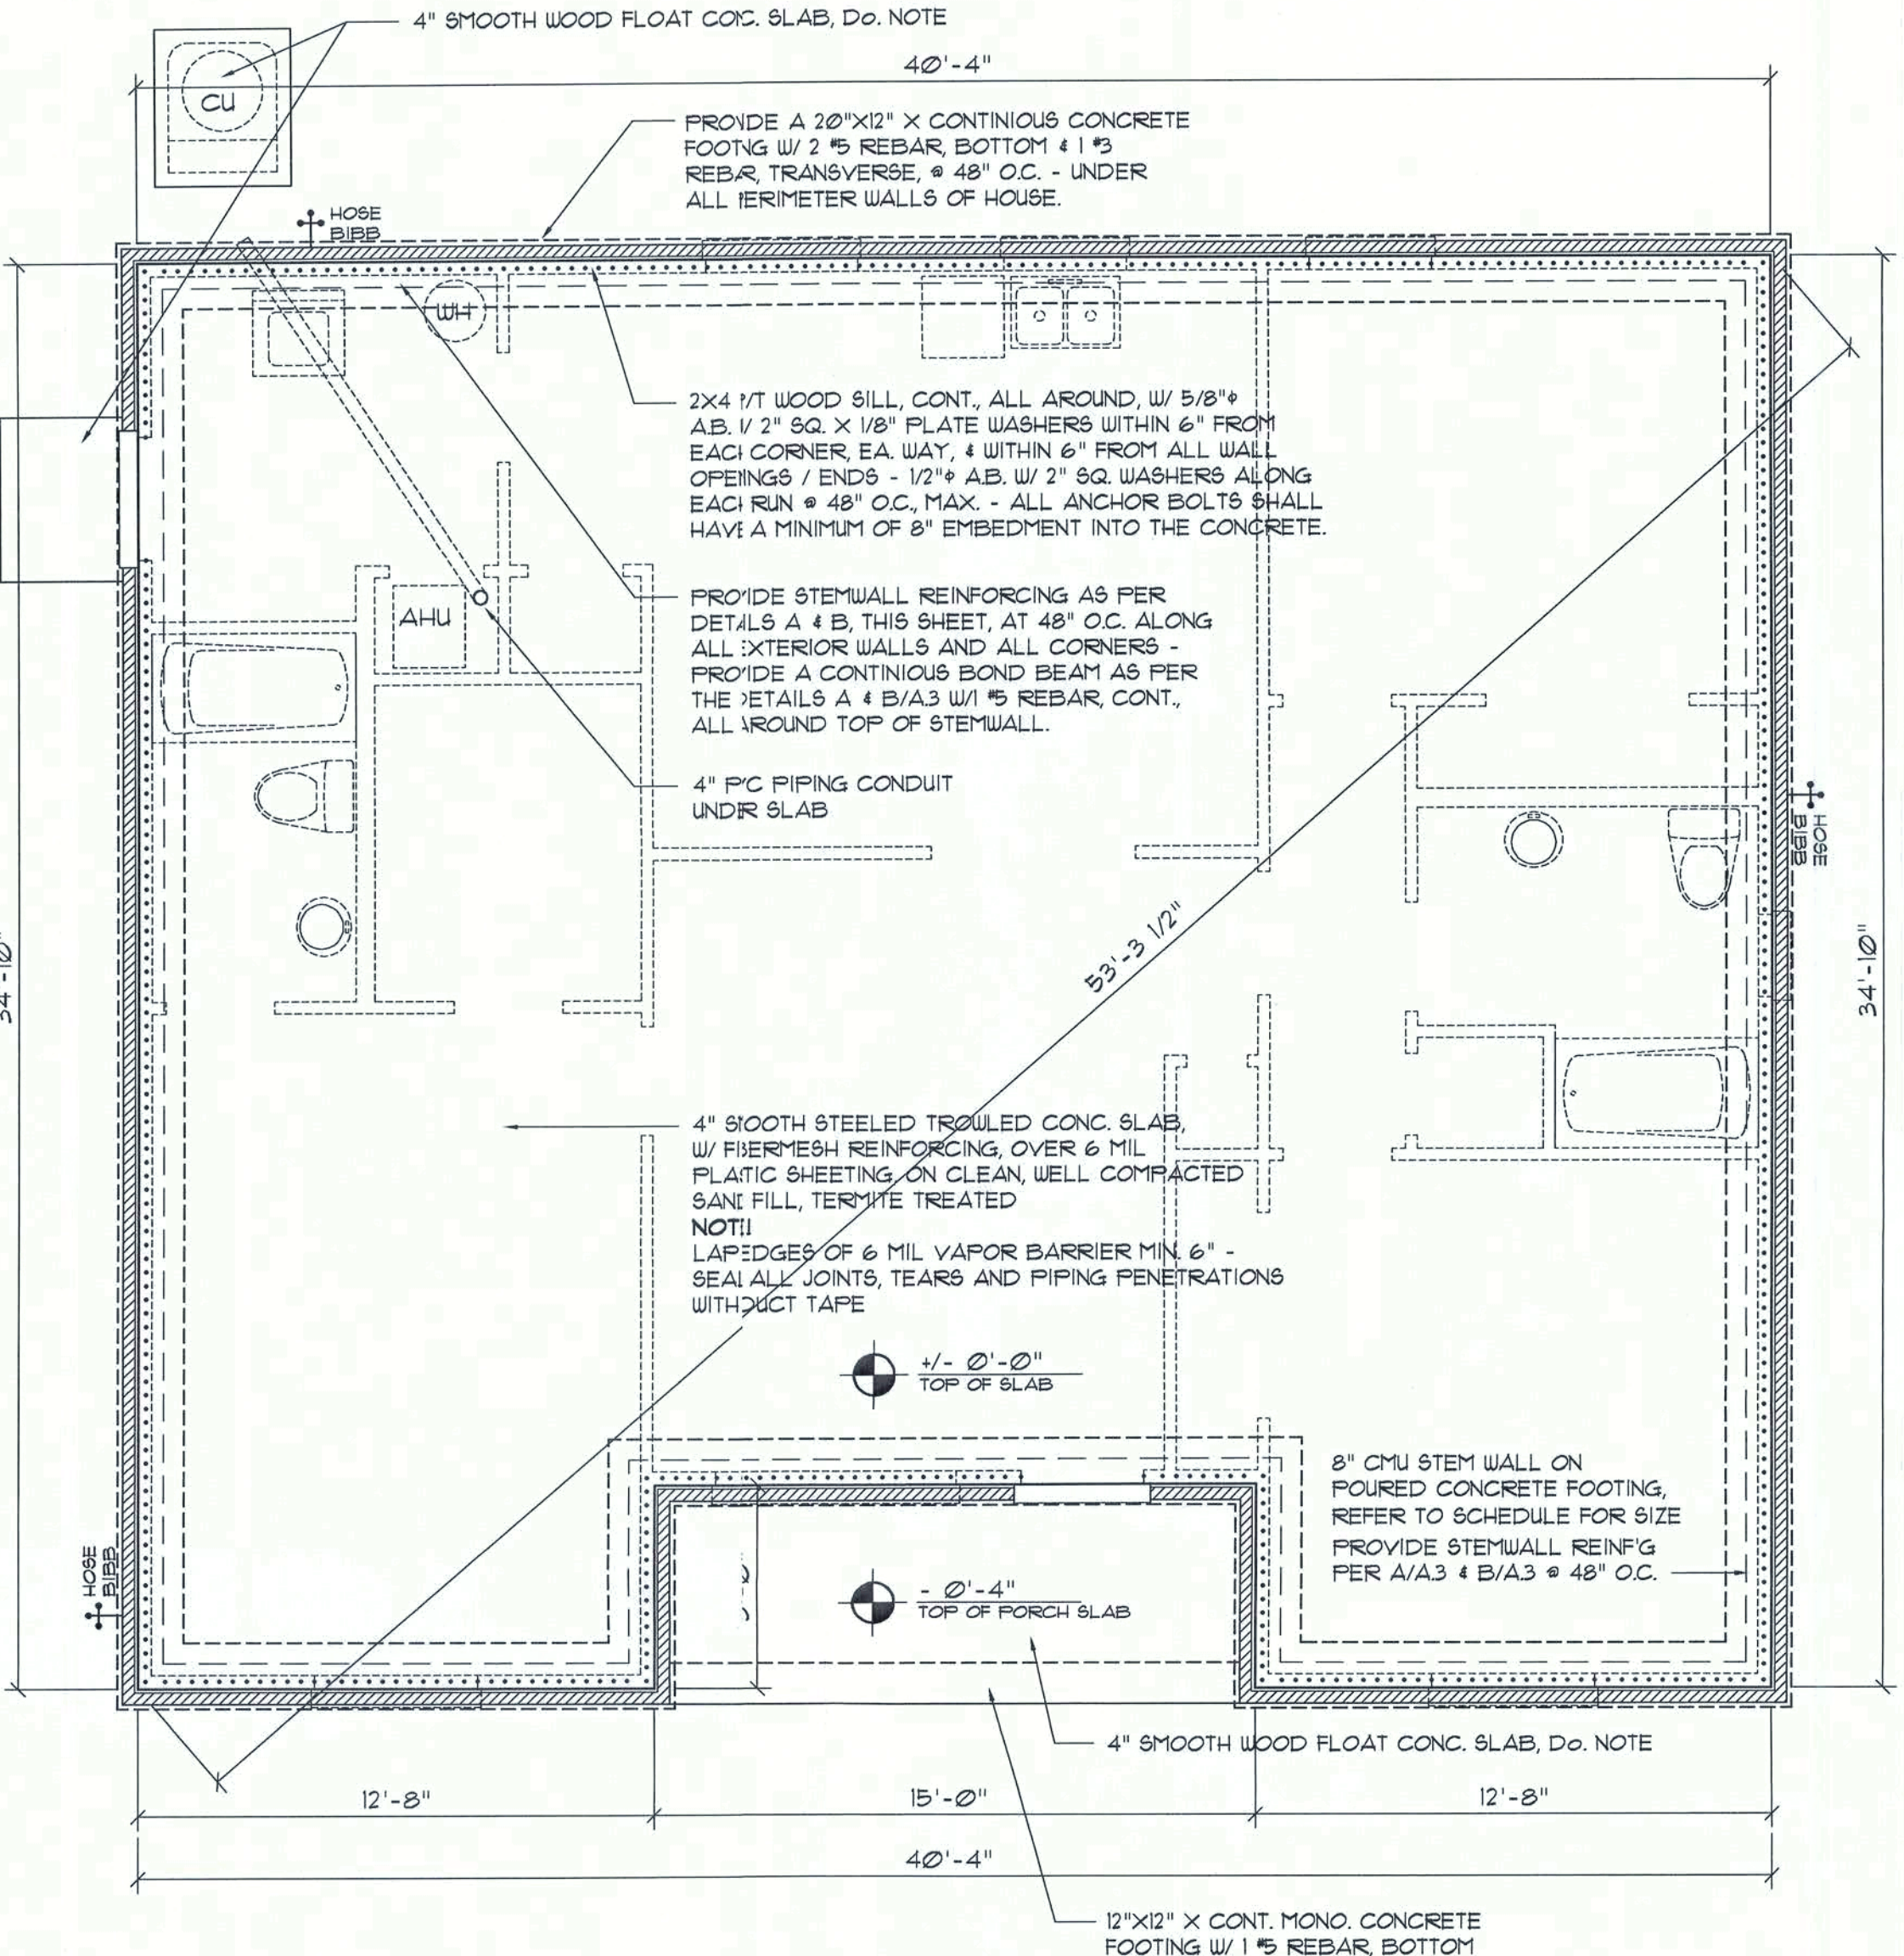 4" SMOOTH WOOD FLOAT CONC. SLAB, Do. NOTE
40'-4"
CU
PROVIDE A 20"X12" X CONTINIOUS CONCRETE
FOOTNG W/ 2 #5 REBAR, BOTTOM & 1 #3
REBAR, TRANSVERSE, @ 48" O.C. - UNDER
ALL PERIMETER WALLS OF HOUSE.
HOSE
BIBB
WH
2X4 P/T WOOD SILL, CONT., ALL AROUND, W/ 5/8"φ
A.B. W/ 2" SQ. X 1/8" PLATE WASHERS WITHIN 6" FROM
EACH CORNER, EA. WAY, & WITHIN 6" FROM ALL WALL
OPENINGS / ENDS - 1/2"φ A.B. W/ 2" SQ. WASHERS ALONG
EACH RUN @ 48" O.C., MAX. - ALL ANCHOR BOLTS SHALL
HAVE A MINIMUM OF 8" EMBEDMENT INTO THE CONCRETE.
AHU
PROVIDE STEMWALL REINFORCING AS PER
DETAILS A & B, THIS SHEET, AT 48" O.C. ALONG
ALL EXTERIOR WALLS AND ALL CORNERS -
PROVIDE A CONTINIOUS BOND BEAM AS PER
THE DETAILS A & B/A.3 W/1 #5 REBAR, CONT.,
ALL AROUND TOP OF STEMWALL.
4" PVC PIPING CONDUIT
UNDER SLAB
HOSE
BIBB
34'-10"
53'-3 1/2"
34'-10"
4" SMOOTH STEELED TROWLED CONC. SLAB,
W/ FIBERMESH REINFORCING, OVER 6 MIL
PLATIC SHEETING, ON CLEAN, WELL COMPACTED
SAND FILL, TERMITE TREATED
LAP EDGES OF 6 MIL VAPOR BARRIER MIN. 6" -
SEAL ALL JOINTS, TEARS AND PIPING PENETRATIONS
WITH DUCT TAPE
+/- 0'-0"
TOP OF SLAB
8" CMU STEM WALL ON
POURED CONCRETE FOOTING,
REFER TO SCHEDULE FOR SIZE
PROVIDE STEMWALL REINF'G
PER A/A.3 & B/A.3 @ 48" O.C.
HOSE
BIBB
- 0'-4"
TOP OF PORCH SLAB
4" SMOOTH WOOD FLOAT CONC. SLAB, Do. NOTE
12'-8"
15'-0"
12'-8"
40'-4"
12"X12" X CONT. MONO. CONCRETE
FOOTING W/ 1 #5 REBAR, BOTTOM